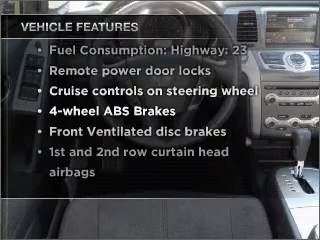 VEHICLE FEATURES
• Fuel Consumption: Highway: 23
• Remote power door locks
• Cruise controls on steering wheel
• 4-wheel ABS Brakes
• Front Ventilated disc brakes
• 1st and 2nd row curtain head
airbags